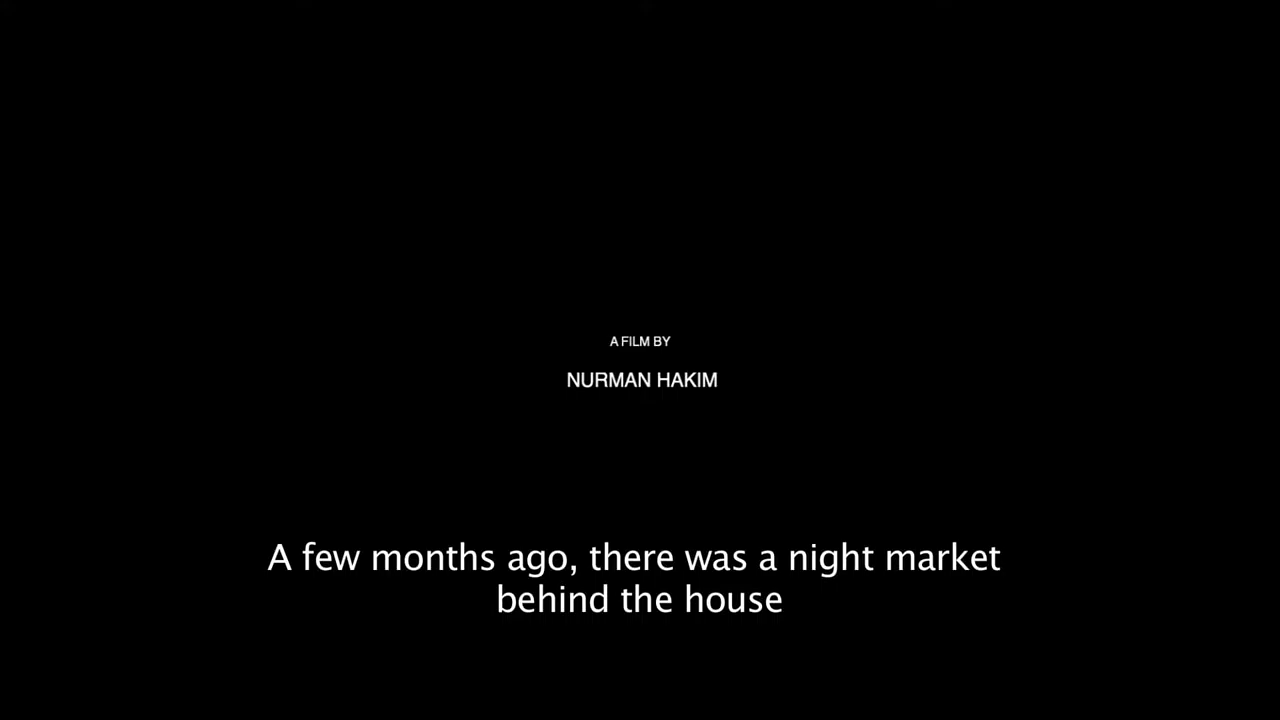 A FILM BY
NURMAN HAKIM
A few months ago, there was a night market
behind the house